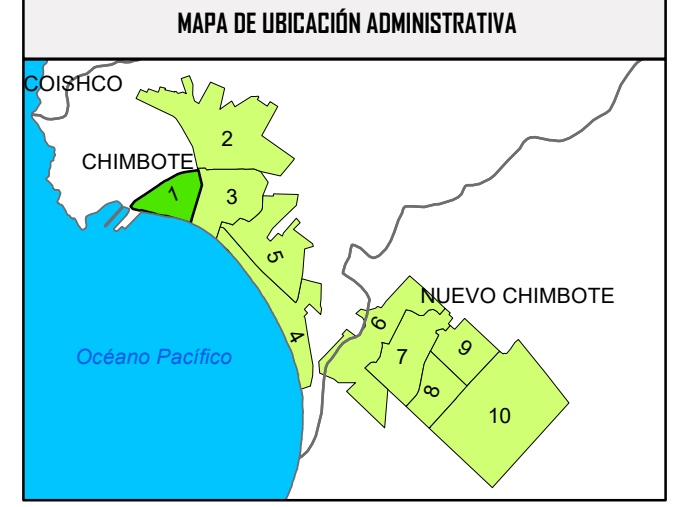 MAPA DE UBICACIÓN ADMINISTRATIVA
COISHCO
2
CHIMBOTE
1
3
5
NUEVO CHIMBOTE
6
4
Océano Pacífico
7
9
8
10